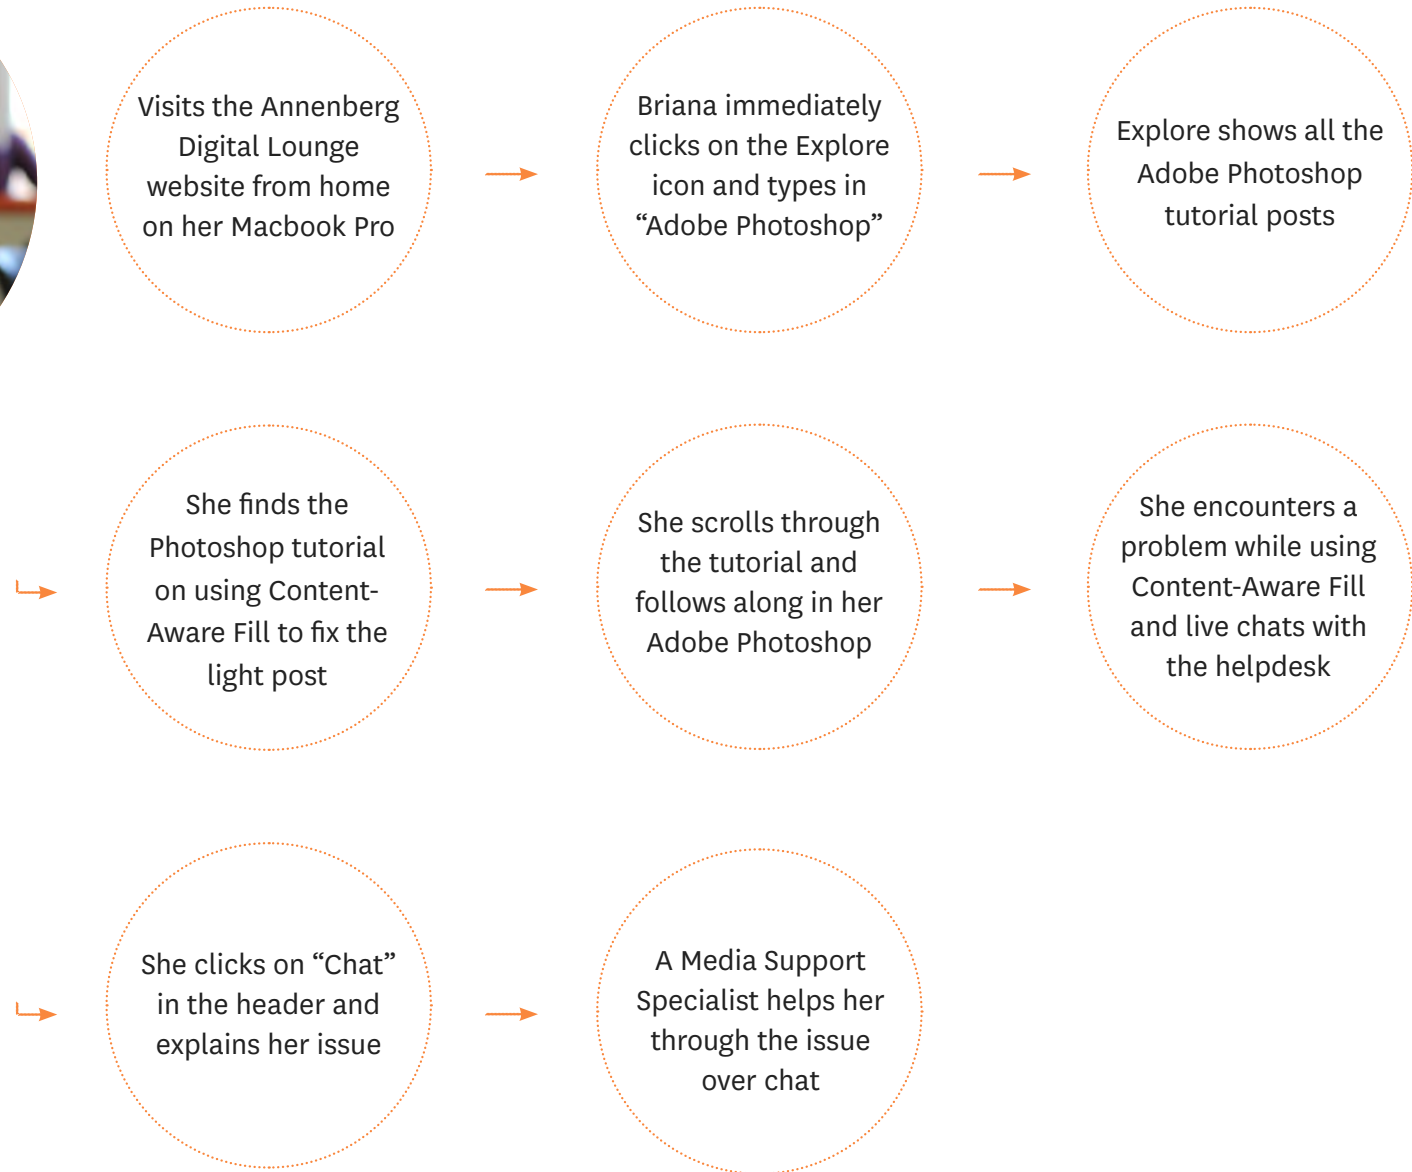 Visits the Annenberg
Digital Lounge
website from home
on her Macbook Pro
Briana immediately
clicks on the Explore
icon and types in
“Adobe Photoshop”
Explore shows all the
Adobe Photoshop
tutorial posts
She finds the
Photoshop tutorial
on using Content-
Aware Fill to fix the
light post
She scrolls through
the tutorial and
follows along in her
Adobe Photoshop
She encounters a
problem while using
Content-Aware Fill
and live chats with
the helpdesk
She clicks on “Chat”
in the header and
explains her issue
A Media Support
Specialist helps her
through the issue
over chat